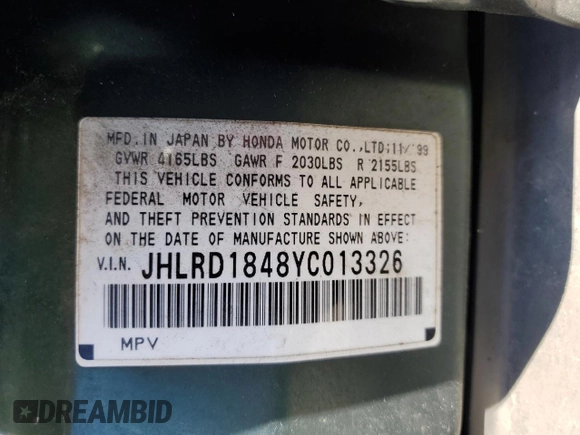 MFD.IN JAPAN BY HONDA MOTOR CO.,LTD:11/'99
GVWR 4165LBS GAWR F 2030LBS R 2155LBS
THIS VEHICLE CONFORMS TO ALL APPLICABLE
FEDERAL MOTOR VEHICLE SAFETY,
AND THEFT PREVENTION STANDARDS IN EFFECT
ON THE DATE OF MANUFACTURE SHOWN ABOVE:
V.I.N. JHLRD1848YC013326
MPV
DREAMBID